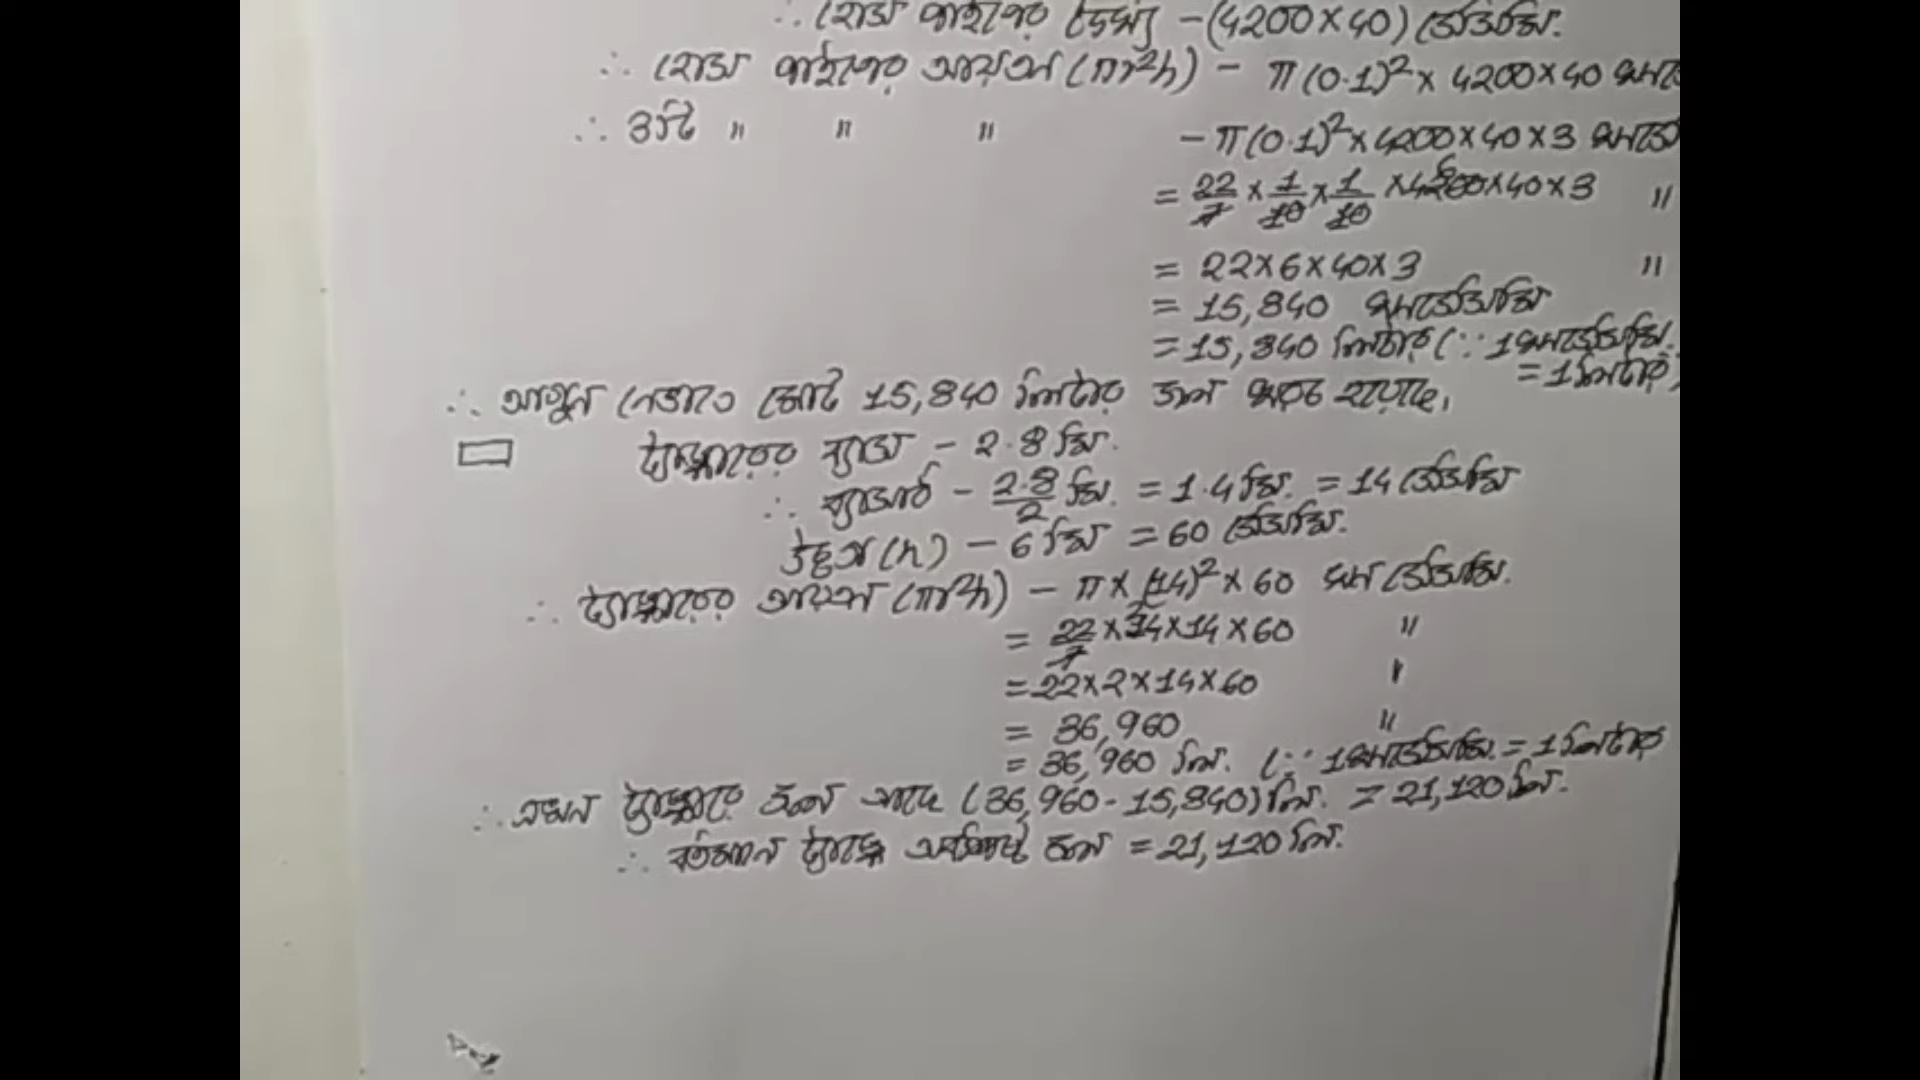 ∴ হোস পাইপের দৈর্ঘ্য - (4200×40) ডেসিমি.
∴ হোস পাইপের আয়তন (πr²h) - π(0.1)²× 4200×40 ঘনডে
∴ 3টি " " " - π(0.1)²×4200×40×3 ঘনডে
= 22/7 × 1/10 × 1/10 ×4200×40×3 "
= 22×6×40×3 "
= 15,840 ঘনডেসিমি
= 15,840 লিটার (∵ 1ঘনডেসিমি.
= 1লিটার)
∴ আগুন নেভাতে মোট 15,840 লিটার জল খরচ হয়েছে।
ট্যাঙ্কারের ব্যাস - 2.8 মি.
∴ ব্যাসার্ধ - 2.8/2 মি. = 1.4 মি. = 14 ডেসিমি
উচ্চতা (h) - 6 মি = 60 ডেসিমি.
∴ ট্যাঙ্কারের আয়তন (πr²h) - π× (14)² × 60 ঘন ডেসিমি.
= 22/7 × 14×14×60 "
= 22×2×14×60 "
= 36,960 "
= 36,960 লি. (∵ 1ঘনডেসিমি. = 1লিটার
∴ এখন ট্যাঙ্কারে জল আছে (36,960-15,840) লি. = 21,120 লি.
∴ বর্তমানে ট্যাঙ্কে অবশিষ্ট জল = 21,120 লি.